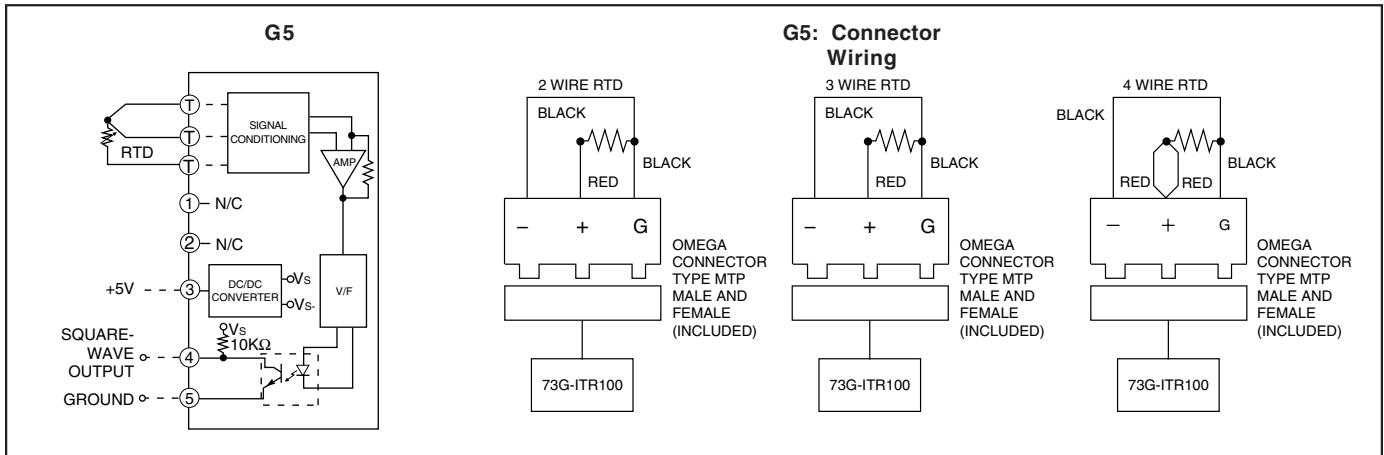 G5
T
T
T
RTD
SIGNAL
CONDITIONING
AMP
1
N/C
2
N/C
+5V
3
DC/DC
CONVERTER
VS
VS-
V/F
VS
10KΩ
SQUARE-
WAVE
OUTPUT
4
GROUND
5
G5: Connector
Wiring
2 WIRE RTD
BLACK
BLACK
RED
– + G
OMEGA
CONNECTOR
TYPE MTP
MALE AND
FEMALE
(INCLUDED)
73G-ITR100
3 WIRE RTD
BLACK
BLACK
RED
– + G
OMEGA
CONNECTOR
TYPE MTP
MALE AND
FEMALE
(INCLUDED)
73G-ITR100
4 WIRE RTD
BLACK
BLACK
RED RED
– + G
OMEGA
CONNECTOR
TYPE MTP
MALE AND
FEMALE
(INCLUDED)
73G-ITR100